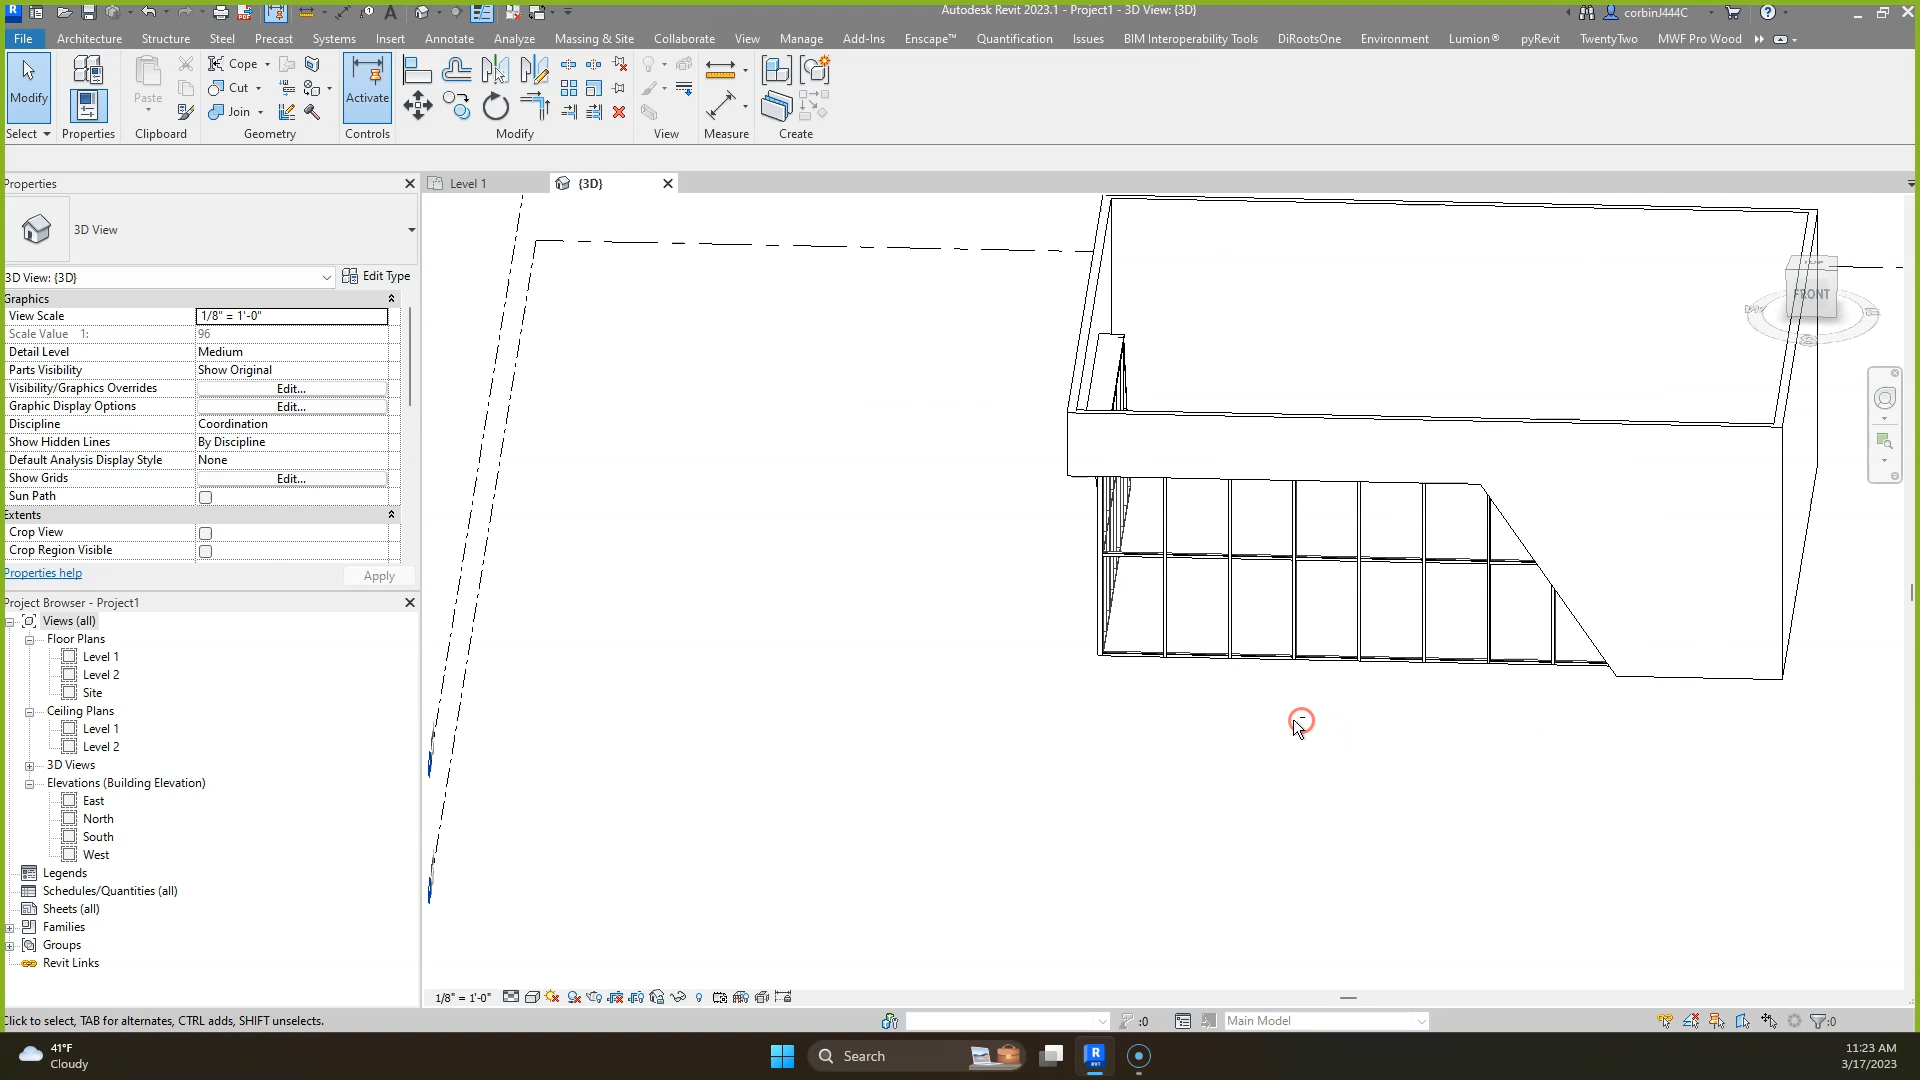 Autodesk Revit 2023.1 - Project1 - 3D View: {3D}
corbinJ444C
File
Architecture
Structure
Steel
Precast
Systems
Insert
Annotate
Analyze
Massing & Site
Collaborate
View
Manage
Add-Ins
Enscape™
Quantification
Issues
BIM Interoperability Tools
DiRootsOne
Environment
Lumion®
pyRevit
TwentyTwo
MWF Pro Wood
Modify
Paste
Cope
Cut
Join
Activate
Select
Properties
Clipboard
Geometry
Controls
Modify
View
Measure
Create
Properties
Level 1
{3D}
3D View
3D View: {3D}
Edit Type
Graphics
View Scale 1/8" = 1'-0"
Scale Value 1: 96
Detail Level Medium
Parts Visibility Show Original
Visibility/Graphics Overrides Edit...
Graphic Display Options Edit...
Discipline Coordination
Show Hidden Lines By Discipline
Default Analysis Display Style None
Show Grids Edit...
Sun Path
Extents
Crop View
Crop Region Visible
Properties help
Apply
Project Browser - Project1
Views (all)
Floor Plans
Level 1
Level 2
Site
Ceiling Plans
Level 1
Level 2
3D Views
Elevations (Building Elevation)
East
North
South
West
Legends
Schedules/Quantities (all)
Sheets (all)
Families
Groups
Revit Links
FRONT
1/8" = 1'-0"
Click to select, TAB for alternates, CTRL adds, SHIFT unselects.
:0
Main Model
:0
41°F
Cloudy
Search
11:23 AM
3/17/2023